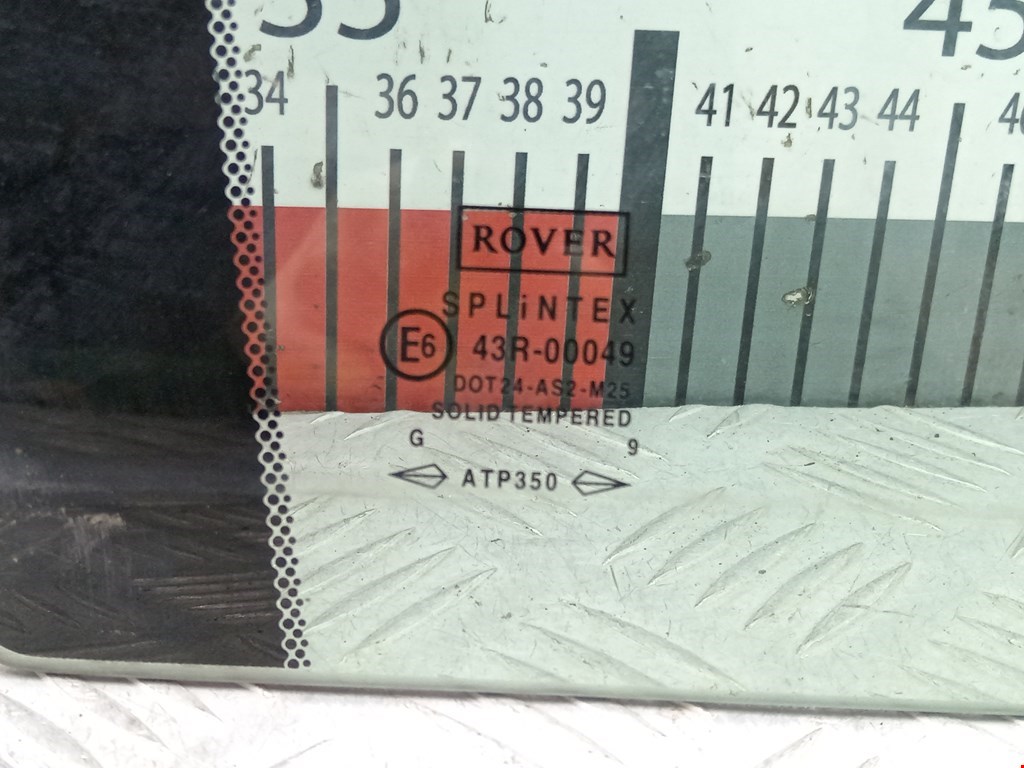 35 45
34 36 37 38 39 41 42 43 44
ROVER
SPLiNTEX
E6 43R-00049
DOT24-AS2-M25
SOLID TEMPERED
G 9
ATP350